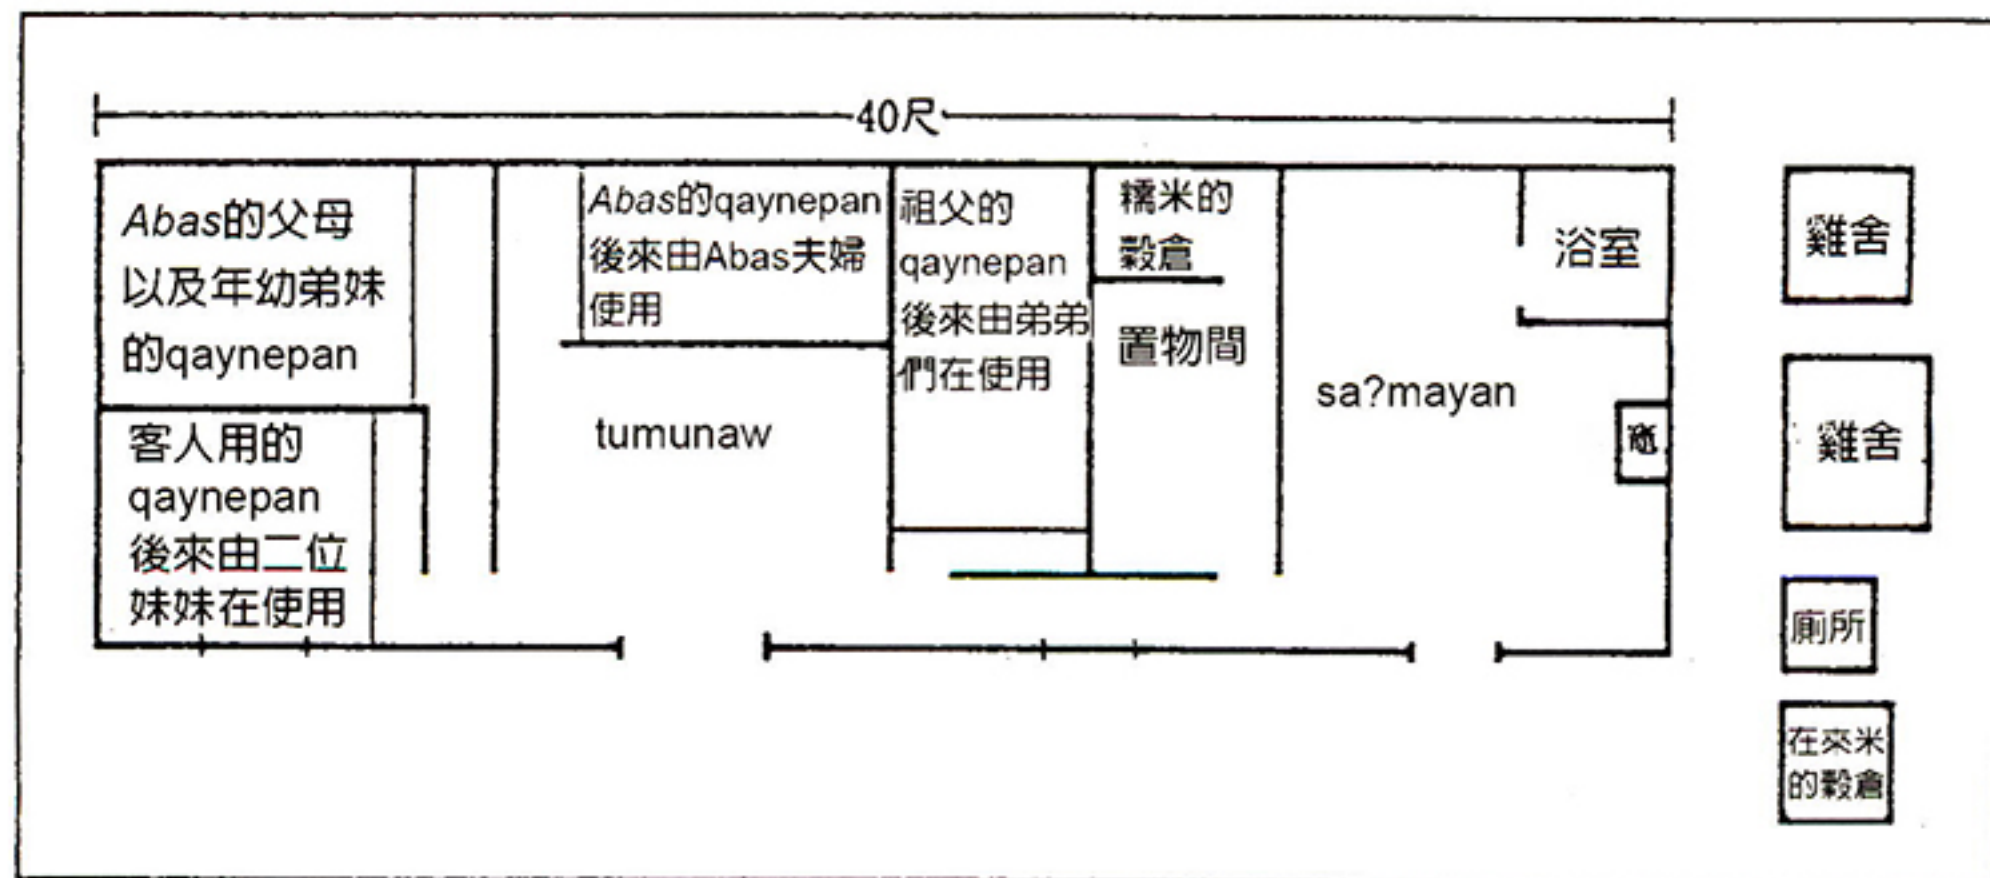 40尺
Abas的父母
以及年幼弟妹
的qaynepan
客人用的
qaynepan
後來由二位
妹妹在使用
Abas的qaynepan
後來由Abas夫婦
使用
tumunaw
祖父的
qaynepan
後來由弟弟
們在使用
糯米的
穀倉
置物間
sa?mayan
浴室
雞舍
雞舍
廁所
在來米
的穀倉